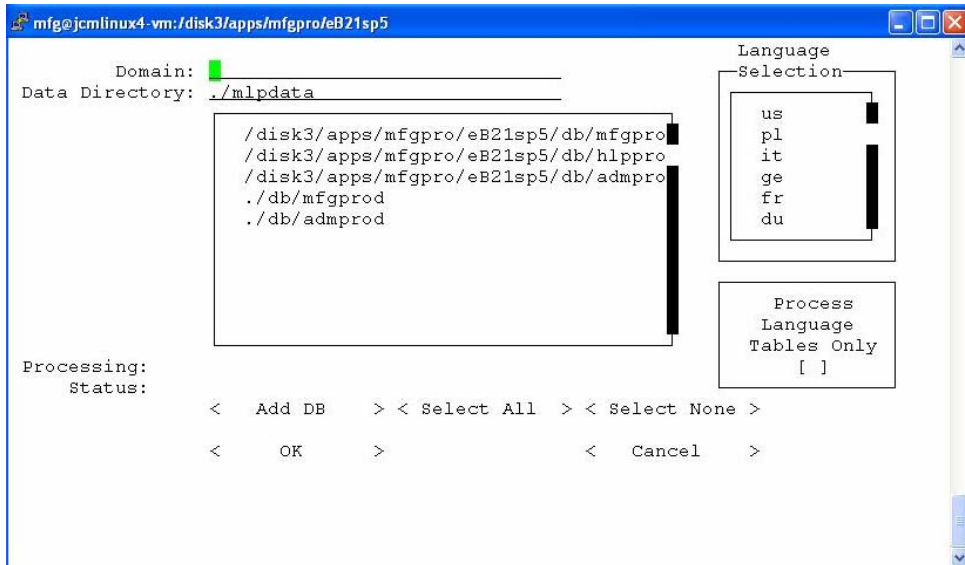 mfg@jcmlinux4-vm:/disk3/apps/mfgpro/eB21sp5
Domain:
Data Directory: ./mlpdata
/disk3/apps/mfgpro/eB21sp5/db/mfgpro
/disk3/apps/mfgpro/eB21sp5/db/hlppro
/disk3/apps/mfgpro/eB21sp5/db/admpro
./db/mfgprod
./db/admprod
Language
Selection
us
pl
it
ge
fr
du
Process
Language
Tables Only
[ ]
Processing:
Status:
< Add DB > < Select All > < Select None >
< OK > < Cancel >